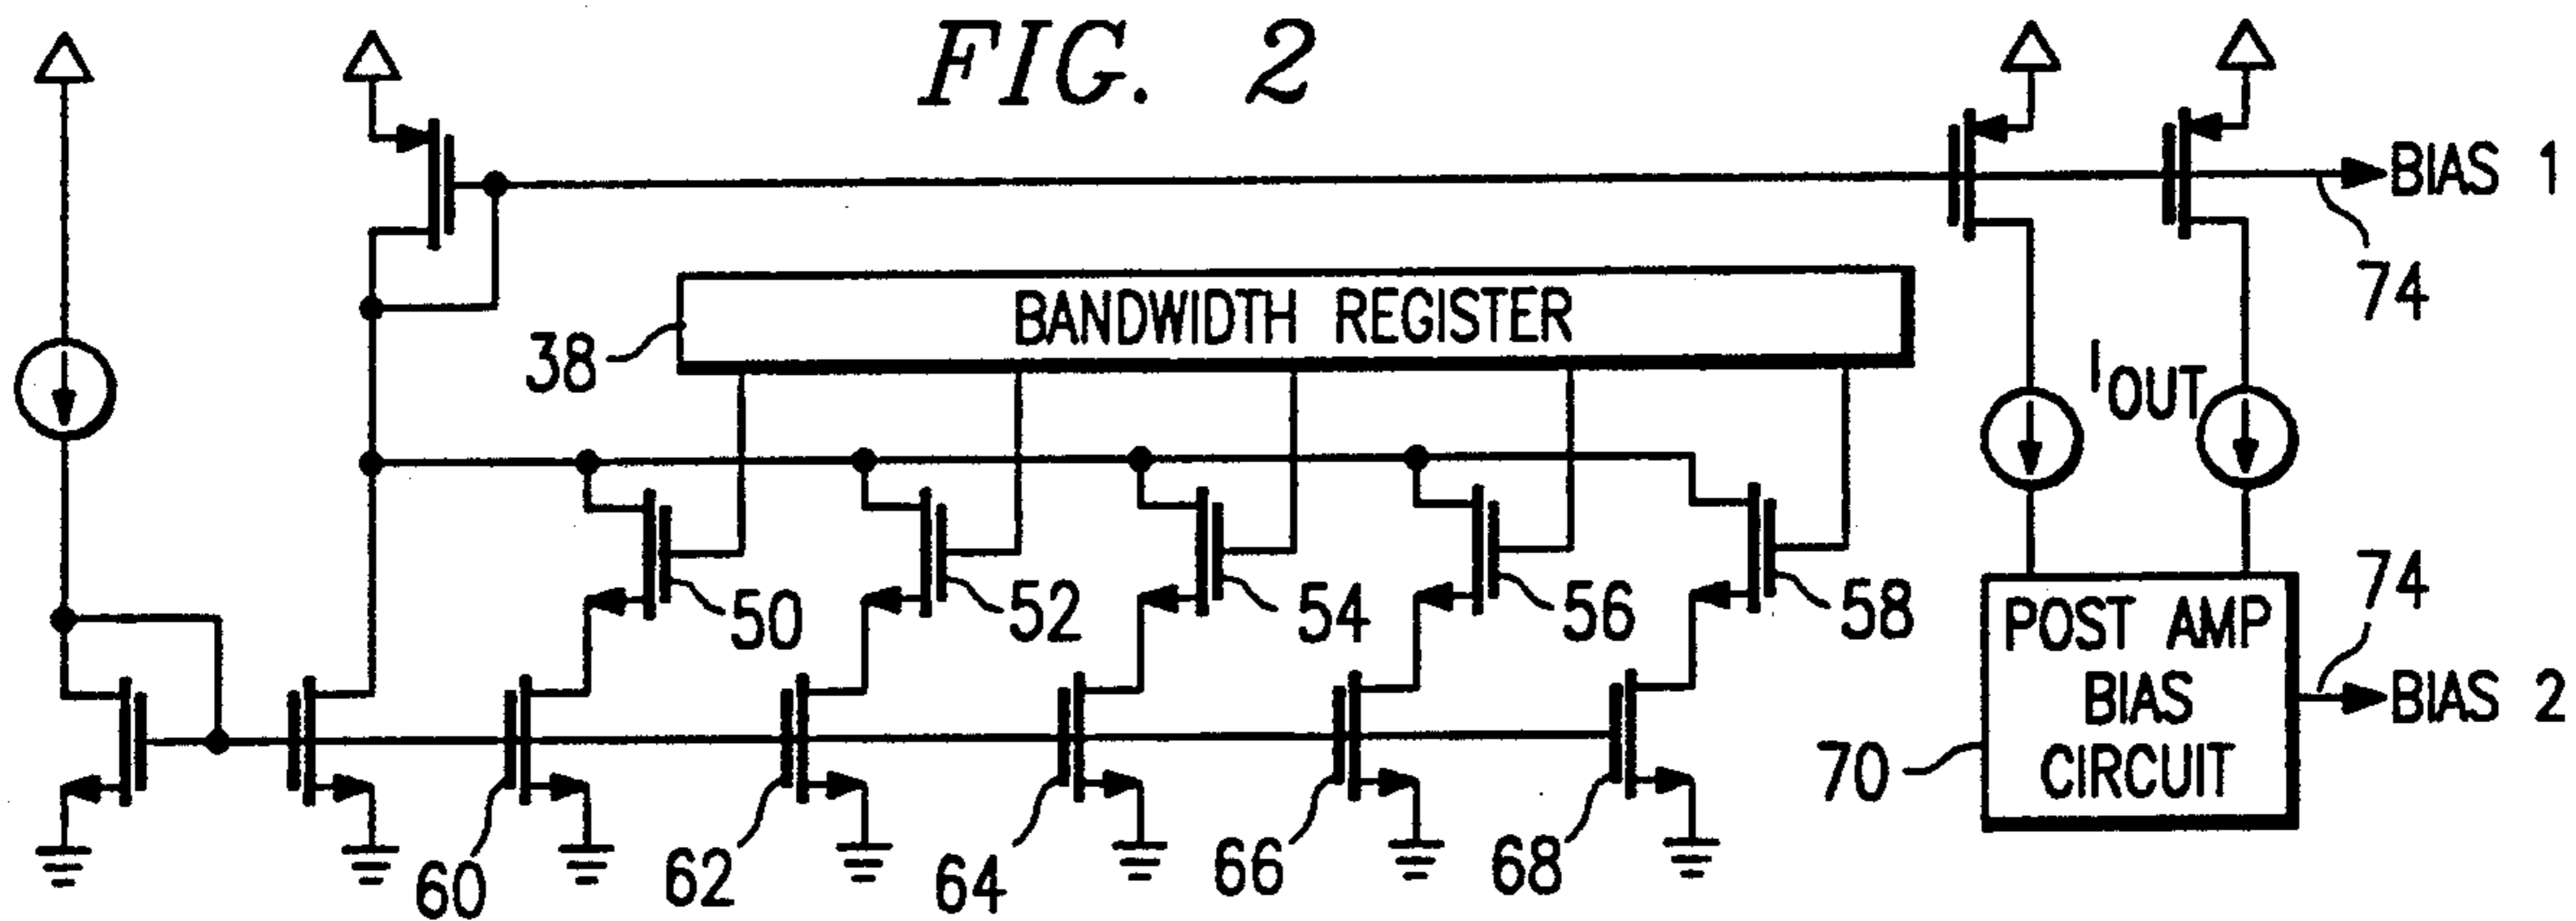 FIG. 2
BIAS 1
74
38
BANDWIDTH REGISTER
I OUT
50
52
54
56
58
74
POST AMP
BIAS
CIRCUIT
BIAS 2
70
60
62
64
66
68